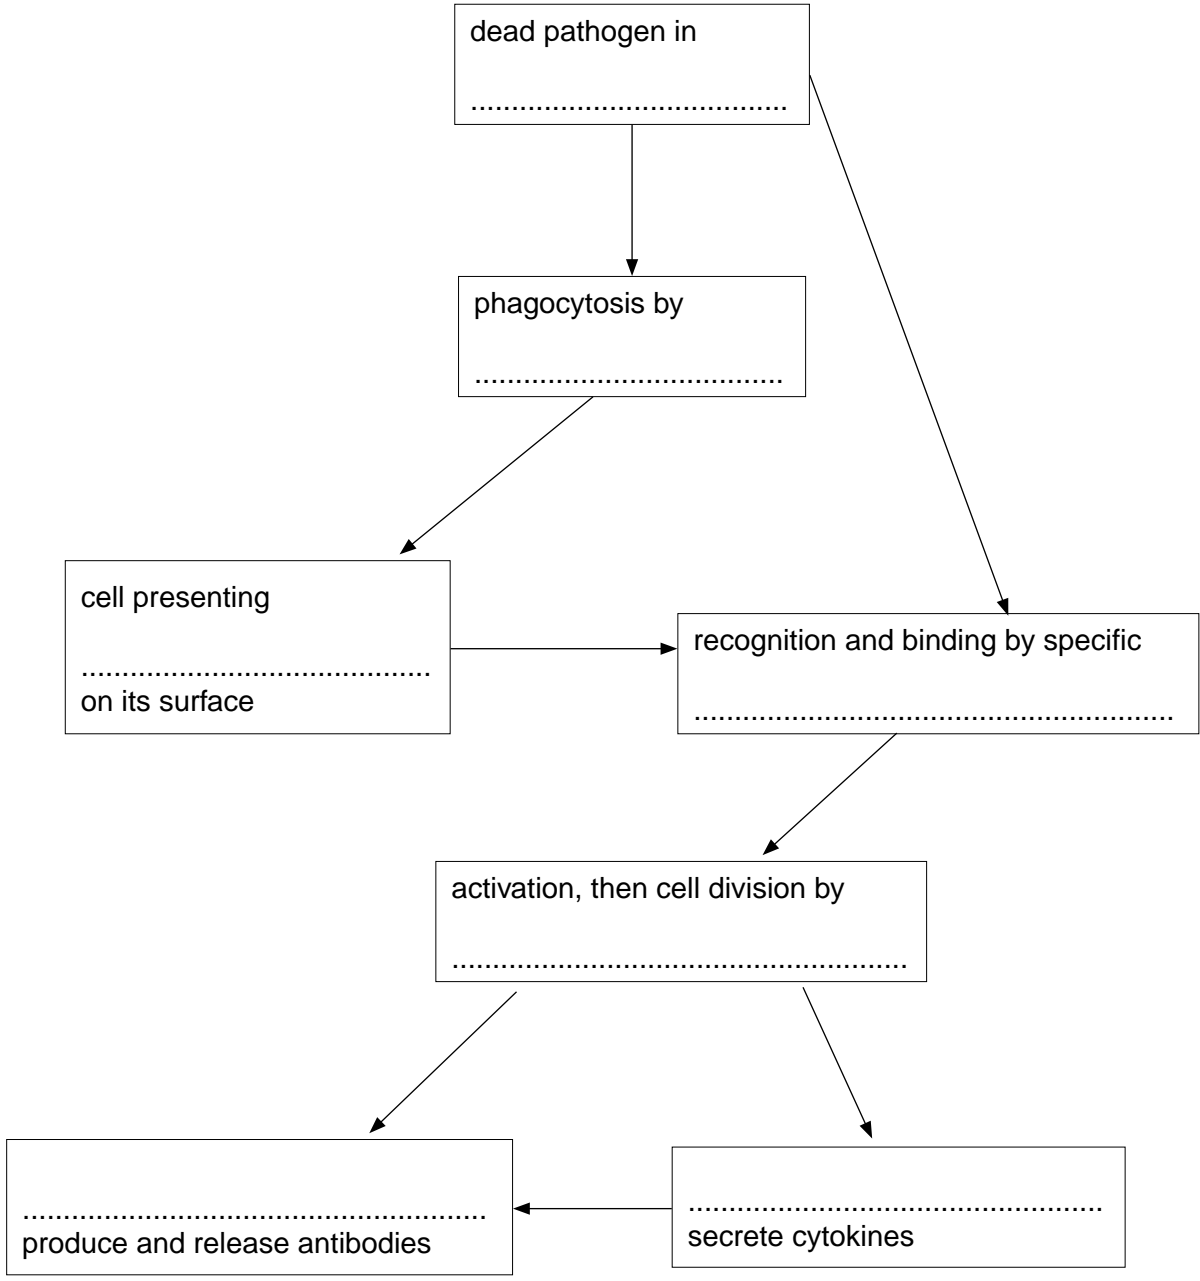 dead pathogen in
.......................................
phagocytosis by
......................................
cell presenting
...........................................
on its surface
recognition and binding by specific
...........................................................
activation, then cell division by
........................................................
.........................................................
produce and release antibodies
...................................................
secrete cytokines